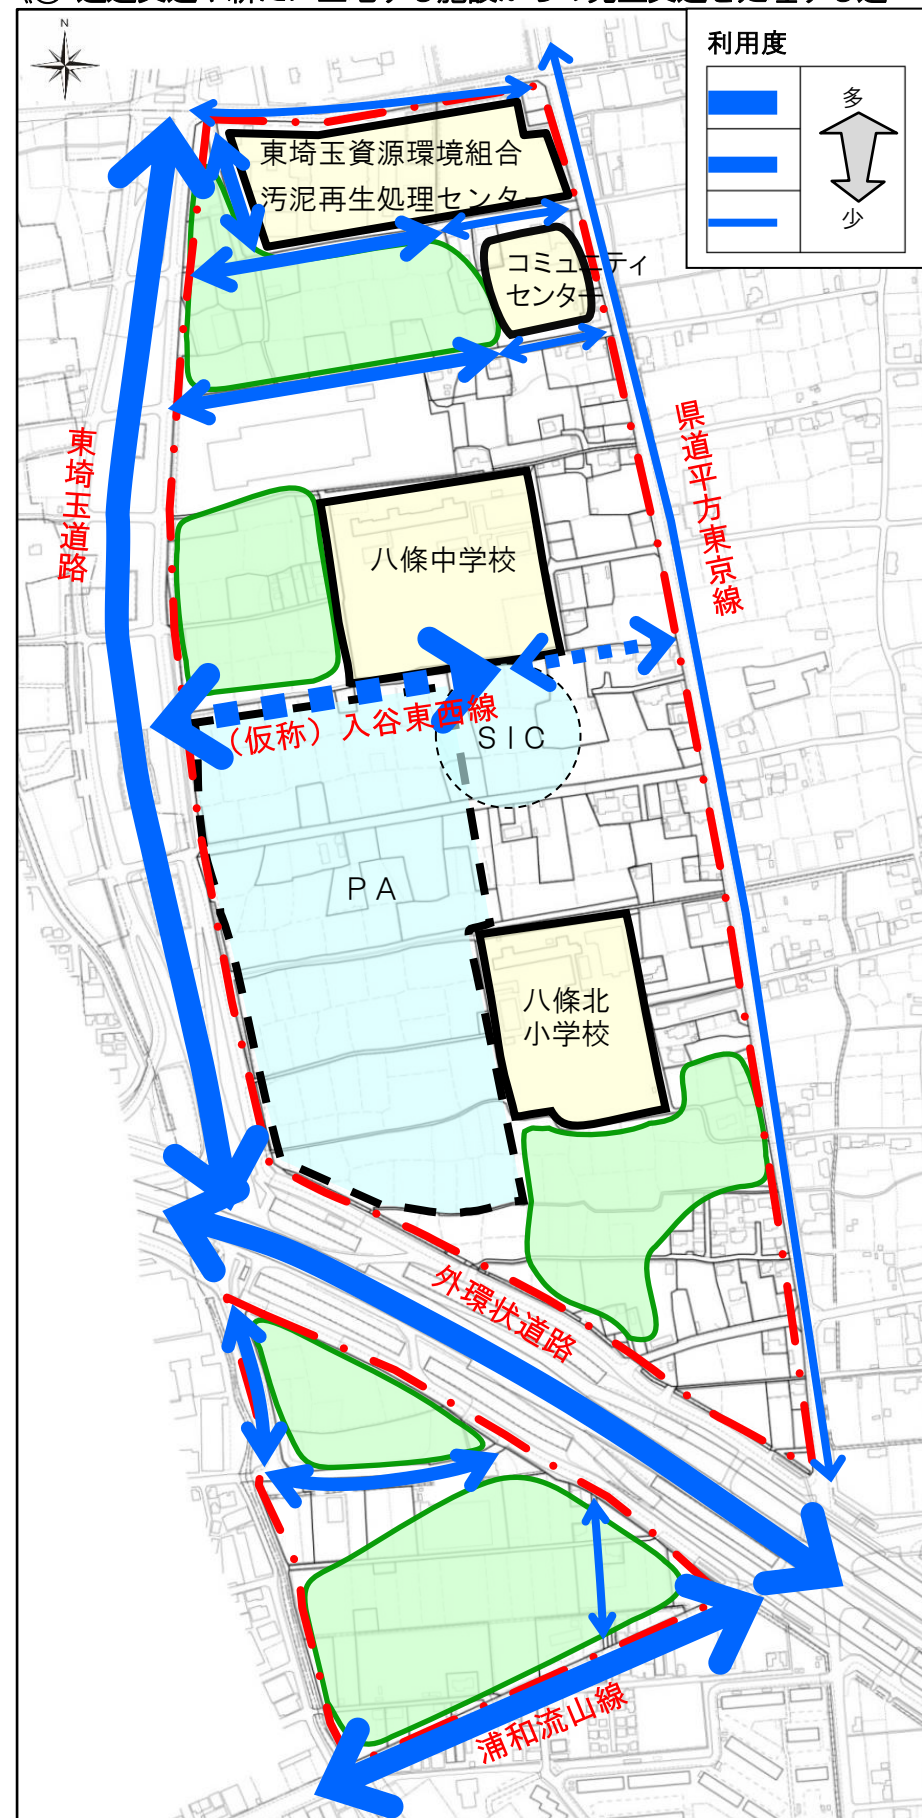 N
利用度
多
少
東埼玉資源環境組合
汚泥再生処理センター
コミュニティ
センター
東埼玉道路
県道平方東京線
八條中学校
(仮称)入谷東西線
SIC
PA
八條北
小学校
外環状道路
浦和流山線